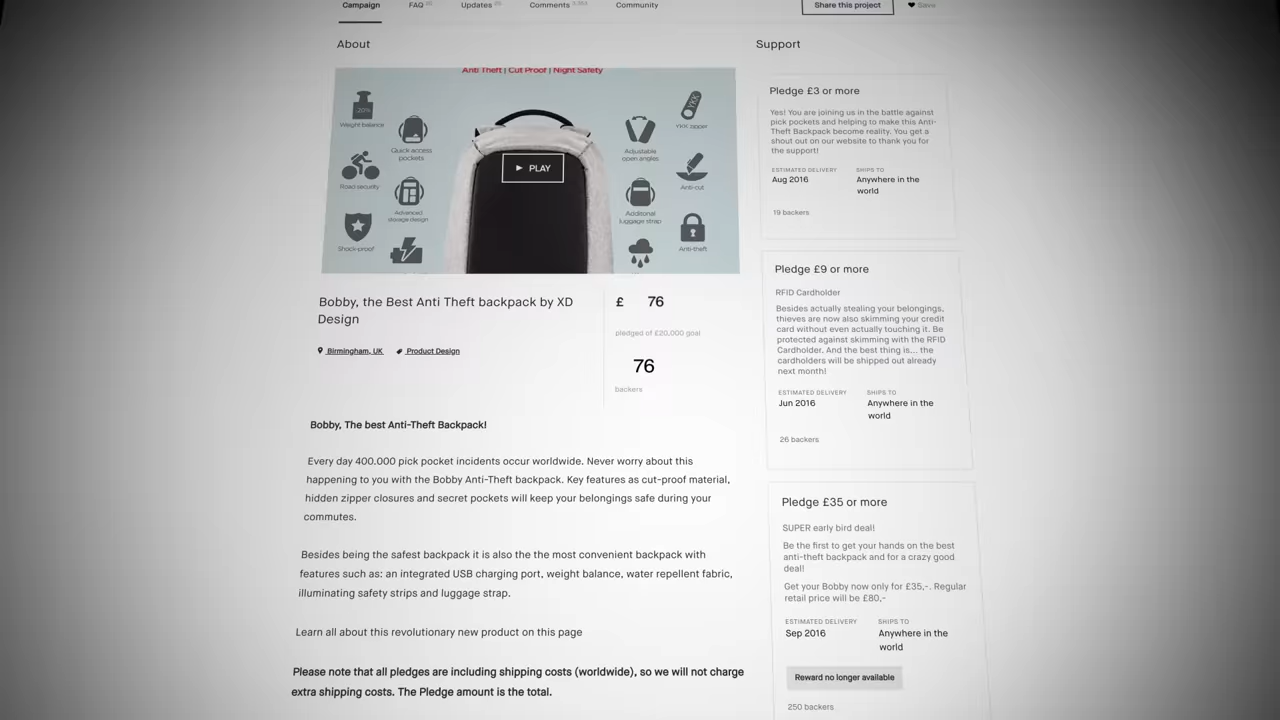 Campaign FAQ Updates Comments Community Share this project Save
About
Support
Anti Theft | Cut Proof | Night Safety
-20%
Weight balance
Quick access
pockets
Road security
Advanced
storage design
Shock-proof
PLAY
YKK
YKK zipper
Adjustable
open angles
Anti-cut
Additional
luggage strap
Anti-theft
Bobby, the Best Anti Theft backpack by XD
Design
Birmingham, UK Product Design
£ 76
pledged of £20,000 goal
76
backers
Bobby, The best Anti-Theft Backpack!
Every day 400.000 pick pocket incidents occur worldwide. Never worry about this
happening to you with the Bobby Anti-Theft backpack. Key features as cut-proof material,
hidden zipper closures and secret pockets will keep your belongings safe during your
commutes.
Besides being the safest backpack it is also the the most convenient backpack with
features such as: an integrated USB charging port, weight balance, water repellent fabric,
illuminating safety strips and luggage strap.
Learn all about this revolutionary new product on this page
Please note that all pledges are including shipping costs (worldwide), so we will not charge
extra shipping costs. The Pledge amount is the total.
Pledge £3 or more
Yes! You are joining us in the battle against
pick pockets and helping to make this Anti-
Theft Backpack become reality. You get a
shout out on our website to thank you for
the support!
ESTIMATED DELIVERY SHIPS TO
Aug 2016 Anywhere in the
world
19 backers
Pledge £9 or more
RFID Cardholder
Besides actually stealing your belongings,
thieves are now also skimming your credit
card without even actually touching it. Be
protected against skimming with the RFID
Cardholder. And the best thing is... the
cardholders will be shipped out already
next month!
ESTIMATED DELIVERY SHIPS TO
Jun 2016 Anywhere in the
world
26 backers
Pledge £35 or more
SUPER early bird deal!
Be the first to get your hands on the best
anti-theft backpack and for a crazy good
deal!
Get your Bobby now only for £35,-. Regular
retail price will be £80,-
ESTIMATED DELIVERY SHIPS TO
Sep 2016 Anywhere in the
world
Reward no longer available
250 backers